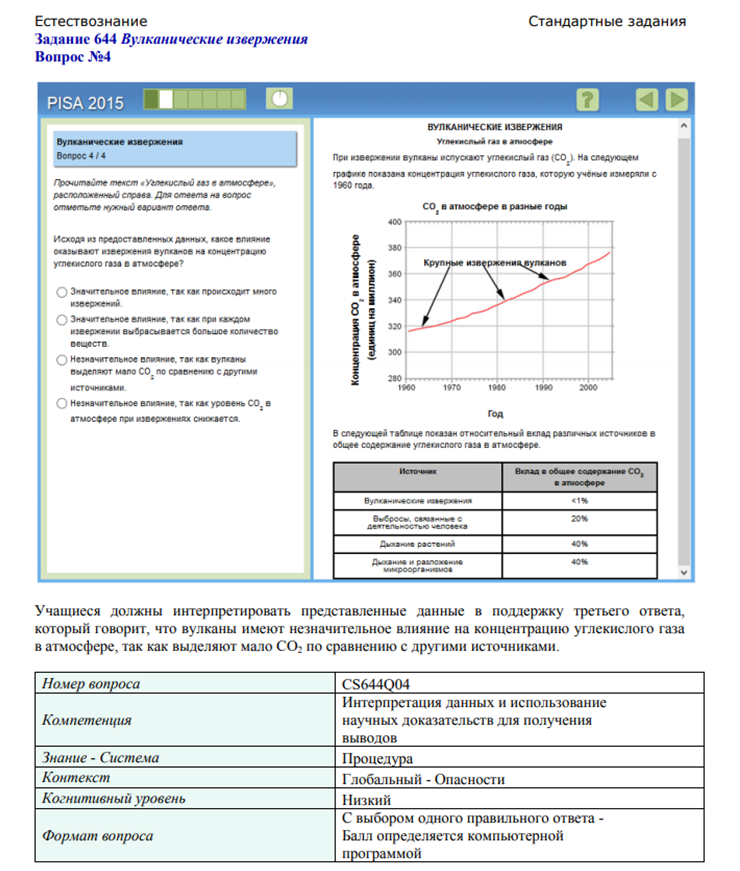 Естествознание
Стандартные задания
Задание 644 Вулканические извержения
Вопрос №4
PISA 2015
?
Вулканические извержения
Вопрос 4 / 4
Прочитайте текст «Углекислый газ в атмосфере»,
расположенный справа. Для ответа на вопрос
отметьте нужный вариант ответа.
Исходя из предоставленных данных, какое влияние
оказывают извержения вулканов на концентрацию
углекислого газа в атмосфере?
Значительное влияние, так как происходит много
извержений.
Значительное влияние, так как при каждом
извержении выбрасывается большое количество
веществ.
Незначительное влияние, так как вулканы
выделяют мало CO2 по сравнению с другими
источниками.
Незначительное влияние, так как уровень CO2 в
атмосфере при извержениях снижается.
ВУЛКАНИЧЕСКИЕ ИЗВЕРЖЕНИЯ
Углекислый газ в атмосфере
При извержении вулканы испускают углекислый газ (CO2). На следующем
графике показана концентрация углекислого газа, которую учёные измеряли с
1960 года.
CO2 в атмосфере в разные годы
Концентрация CO2 в атмосфере
(единиц на миллион)
400
380
360
340
320
300
280
Крупные извержения вулканов
1960 1970 1980 1990 2000
Год
В следующей таблице показан относительный вклад различных источников в
общее содержание углекислого газа в атмосфере.
Источник
Вклад в общее содержание CO2
в атмосфере
Вулканические извержения
<1%
Выбросы, связанные с
деятельностью человека
20%
Дыхание растений
40%
Дыхание и разложение
микроорганизмов
40%
Учащиеся должны интерпретировать представленные данные в поддержку третьего ответа,
который говорит, что вулканы имеют незначительное влияние на концентрацию углекислого газа
в атмосфере, так как выделяют мало CO2 по сравнению с другими источниками.
Номер вопроса
CS644Q04
Компетенция
Интерпретация данных и использование
научных доказательств для получения
выводов
Знание - Система
Процедура
Контекст
Глобальный - Опасности
Когнитивный уровень
Низкий
Формат вопроса
С выбором одного правильного ответа -
Балл определяется компьютерной
программой